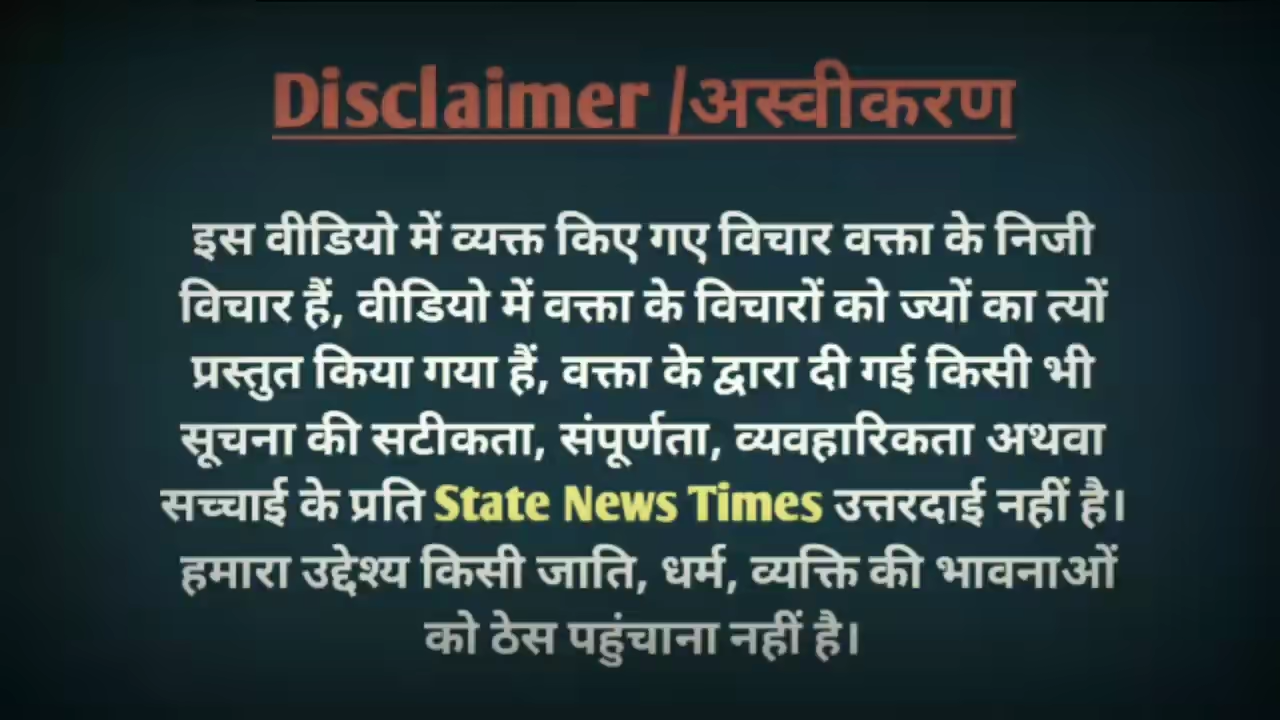 Disclaimer /अस्वीकरण
इस वीडियो में व्यक्त किए गए विचार वक्ता के निजी
विचार हैं, वीडियो में वक्ता के विचारों को ज्यों का त्यों
प्रस्तुत किया गया हैं, वक्ता के द्वारा दी गई किसी भी
सूचना की सटीकता, संपूर्णता, व्यवहारिकता अथवा
सच्चाई के प्रति State News Times उत्तरदाई नहीं है।
हमारा उद्देश्य किसी जाति, धर्म, व्यक्ति की भावनाओं
को ठेस पहुंचाना नहीं है।